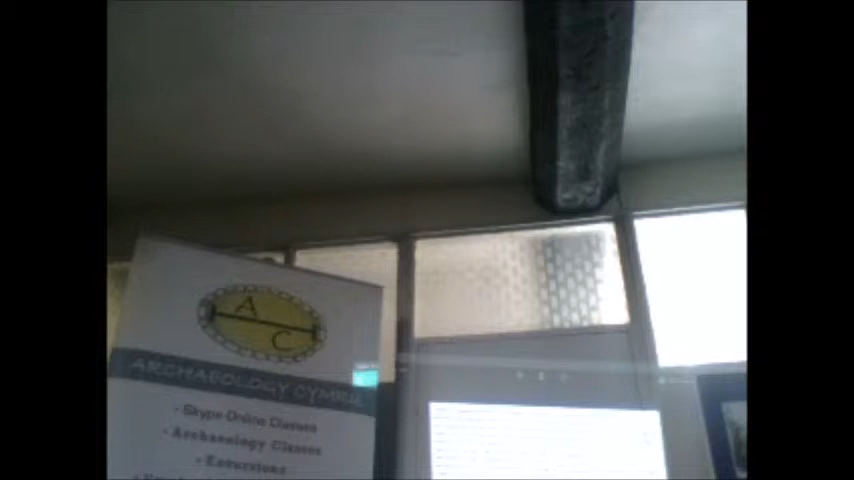 A
C
ARCHAEOLOGY CYMRU
- Skype Online Classes
- Archaeology Classes
- Excursions